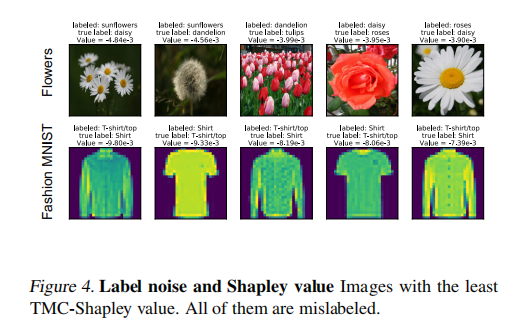 labeled: sunflowers
true label: daisy
Value = -4.84e-3
labeled: sunflowers
true label: dandelion
Value = -4.56e-3
labeled: dandelion
true label: tulips
Value = -3.99e-3
labeled: daisy
true label: roses
Value = -3.95e-3
labeled: roses
true label: daisy
Value = -3.90e-3
Flowers
labeled: T-shirt/top
true label: Shirt
Value = -9.80e-3
labeled: Shirt
true label: T-shirt/top
Value = -9.33e-3
labeled: T-shirt/top
true label: Shirt
Value = -8.19e-3
labeled: Shirt
true label: T-shirt/top
Value = -8.06e-3
labeled: T-shirt/top
true label: Shirt
Value = -7.39e-3
Fashion MNIST
Figure 4. Label noise and Shapley value Images with the least
TMC-Shapley value. All of them are mislabeled.